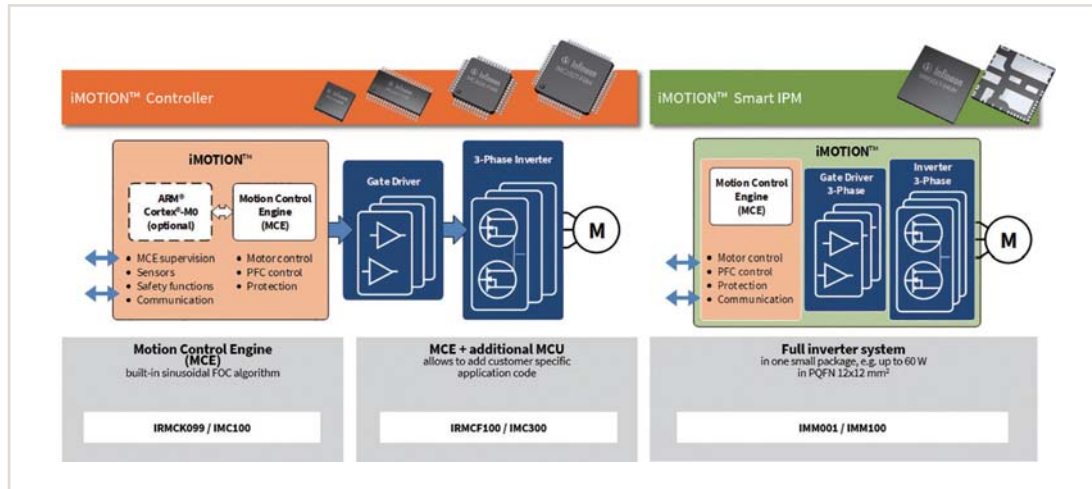 iMOTION™ Controller
iMOTION™ Smart IPM
iMOTION™
ARM®
Cortex®-M0
(optional)
Motion Control
Engine
(MCE)
• MCE supervision
• Sensors
• Safety functions
• Communication
• Motor control
• PFC control
• Protection
Gate Driver
3-Phase Inverter
M
iMOTION™
Motion Control
Engine
(MCE)
• Motor control
• PFC control
• Protection
• Communication
Gate Driver
3-Phase
Inverter
3-Phase
M
Motion Control Engine
(MCE)
built-in sinusoidal FOC algorithm
IRMCK099 / IMC100
MCE + additional MCU
allows to add customer specific
application code
IRMCF100 / IMC300
Full inverter system
in one small package, e.g. up to 60 W
in PQFN 12x12 mm²
IMM001 / IMM100